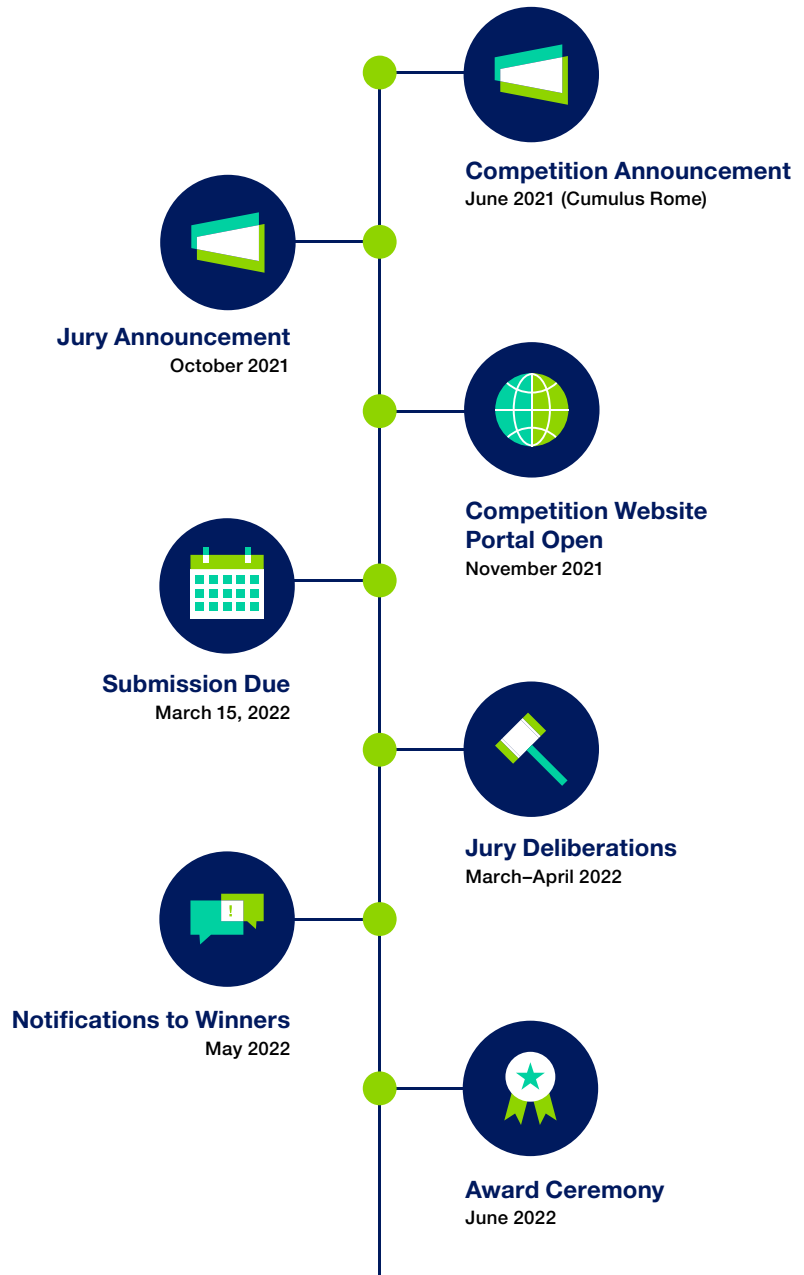 Competition Announcement
June 2021 (Cumulus Rome)
Jury Announcement
October 2021
Competition Website
Portal Open
November 2021
Submission Due
March 15, 2022
Jury Deliberations
March–April 2022
!
Notifications to Winners
May 2022
Award Ceremony
June 2022